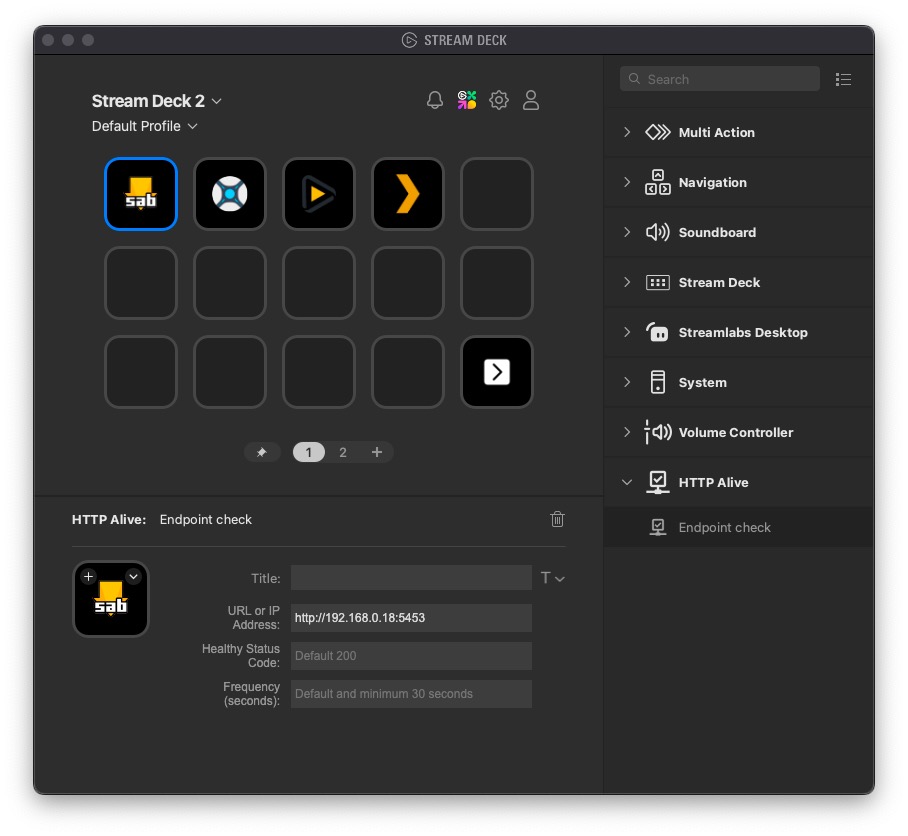 STREAM DECK
Stream Deck 2
Default Profile
sab
1 2 +
HTTP Alive: Endpoint check
sab
Title:
T
URL or IP
Address:
http://192.168.0.18:5453
Healthy Status
Code:
Default 200
Frequency
(seconds):
Default and minimum 30 seconds
Search
Multi Action
Navigation
Soundboard
Stream Deck
Streamlabs Desktop
System
Volume Controller
HTTP Alive
Endpoint check